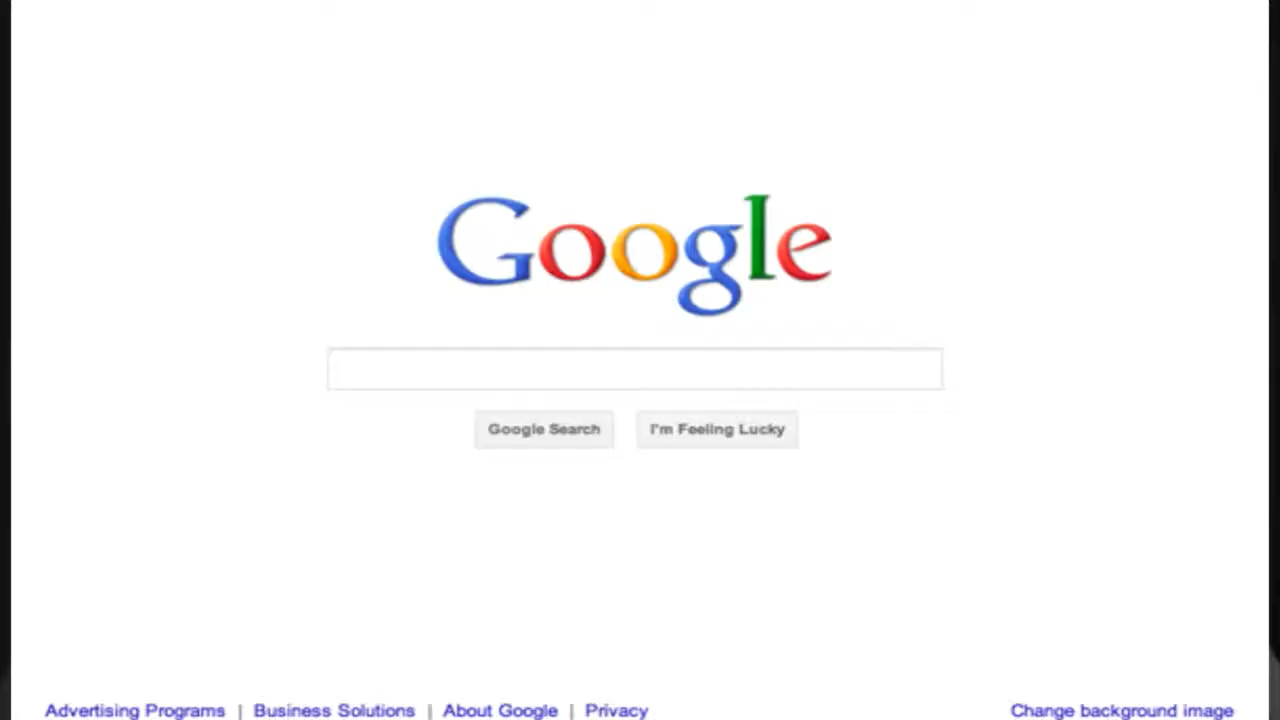 Google
Google Search I'm Feeling Lucky
Advertising Programs | Business Solutions | About Google | Privacy Change background image